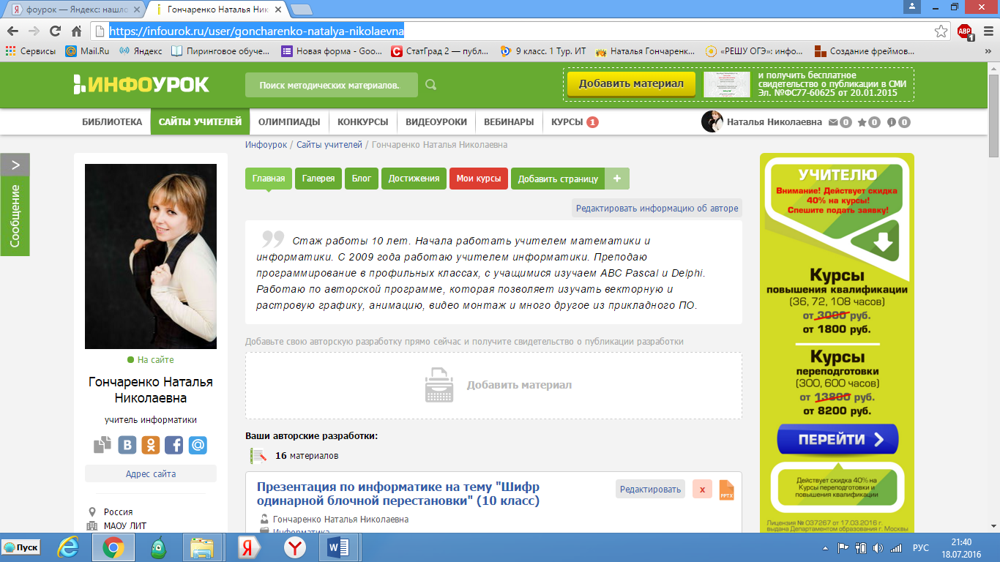 фоурок — Яндекс: нашло
Гончаренко Наталья Ник
https://infourok.ru/user/goncharenko-natalya-nikolaevna
ABP 1
Сервисы
Mail.Ru
Яндекс
Пиринговое обуче...
Новая форма - Goo...
СтатГрад 2 — публ...
9 класс. 1 Тур. ИТ
Наталья Гончаренк...
«РЕШУ ОГЭ»: инфо...
Создание фреймов...
»
ИНФОУРОК
Поиск методических материалов.
Добавить материал
и получить бесплатное
свидетельство о публикации в СМИ
Эл. №ФС77-60625 от 20.01.2015
БИБЛИОТЕКА
САЙТЫ УЧИТЕЛЕЙ
ОЛИМПИАДЫ
КОНКУРСЫ
ВИДЕОУРОКИ
ВЕБИНАРЫ
КУРСЫ 1
Наталья Николаевна 0 0 0
Инфоурок / Сайты учителей / Гончаренко Наталья Николаевна
>
Сообщение
Главная
Галерея
Блог
Достижения
Мои курсы
Добавить страницу +
Редактировать информацию об авторе
Стаж работы 10 лет. Начала работать учителем математики и
информатики. С 2009 года работаю учителем информатики. Преподаю
программирование в профильных классах, с учащимися изучаем ABC Pascal и Delphi.
Работаю по авторской программе, которая позволяет изучать векторную и
растровую графику, анимацию, видео монтаж и много другое из прикладного ПО.
Добавьте свою авторскую разработку прямо сейчас и получите свидетельство о публикации разработки
Добавить материал
Ваши авторские разработки:
16 материалов
Презентация по информатике на тему "Шифр
одинарной блочной перестановки" (10 класс)
Редактировать
x
PPTX
Гончаренко Наталья Николаевна
Информатика
На сайте
Гончаренко Наталья
Николаевна
учитель информатики
Адрес сайта
Россия
МАОУ ЛИТ
УЧИТЕЛЮ
Внимание! Действует скидка
40% на курсы!
Спешите подать заявку!
Курсы
повышения квалификации
(36, 72, 108 часов)
от 3000 руб.
от 1800 руб.
Курсы
переподготовки
(300, 600 часов)
от 13800 руб.
от 8200 руб.
ПЕРЕЙТИ
Действует скидка 40% на
Курсы переподготовки и
повышения квалификации
Лицензия № 037267 от 17.03.2016 г.
выдана Департаментом образования г. Москвы
Пуск
РУС
21:40
18.07.2016